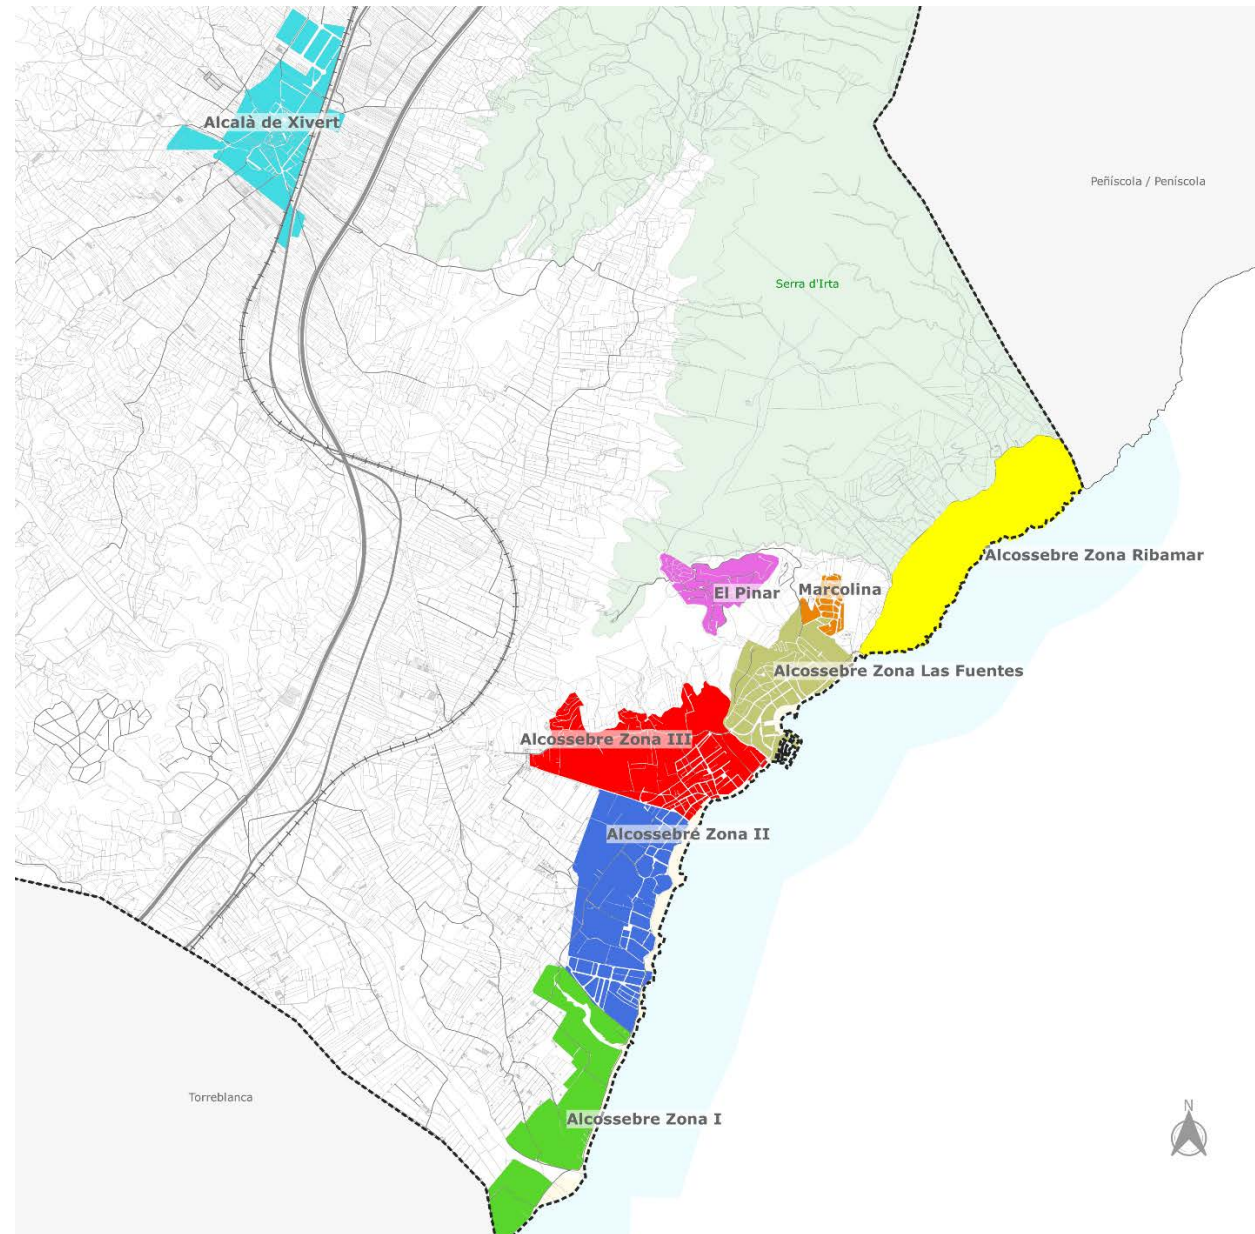 Alcalà de Xivert
Peñíscola / Peníscola
Serra d'Irta
Alcossebre Zona Ribamar
El Pinar
Marcolina
Alcossebre Zona Las Fuentes
Alcossebre Zona III
Alcossebre Zona II
Torreblanca
Alcossebre Zona I
N